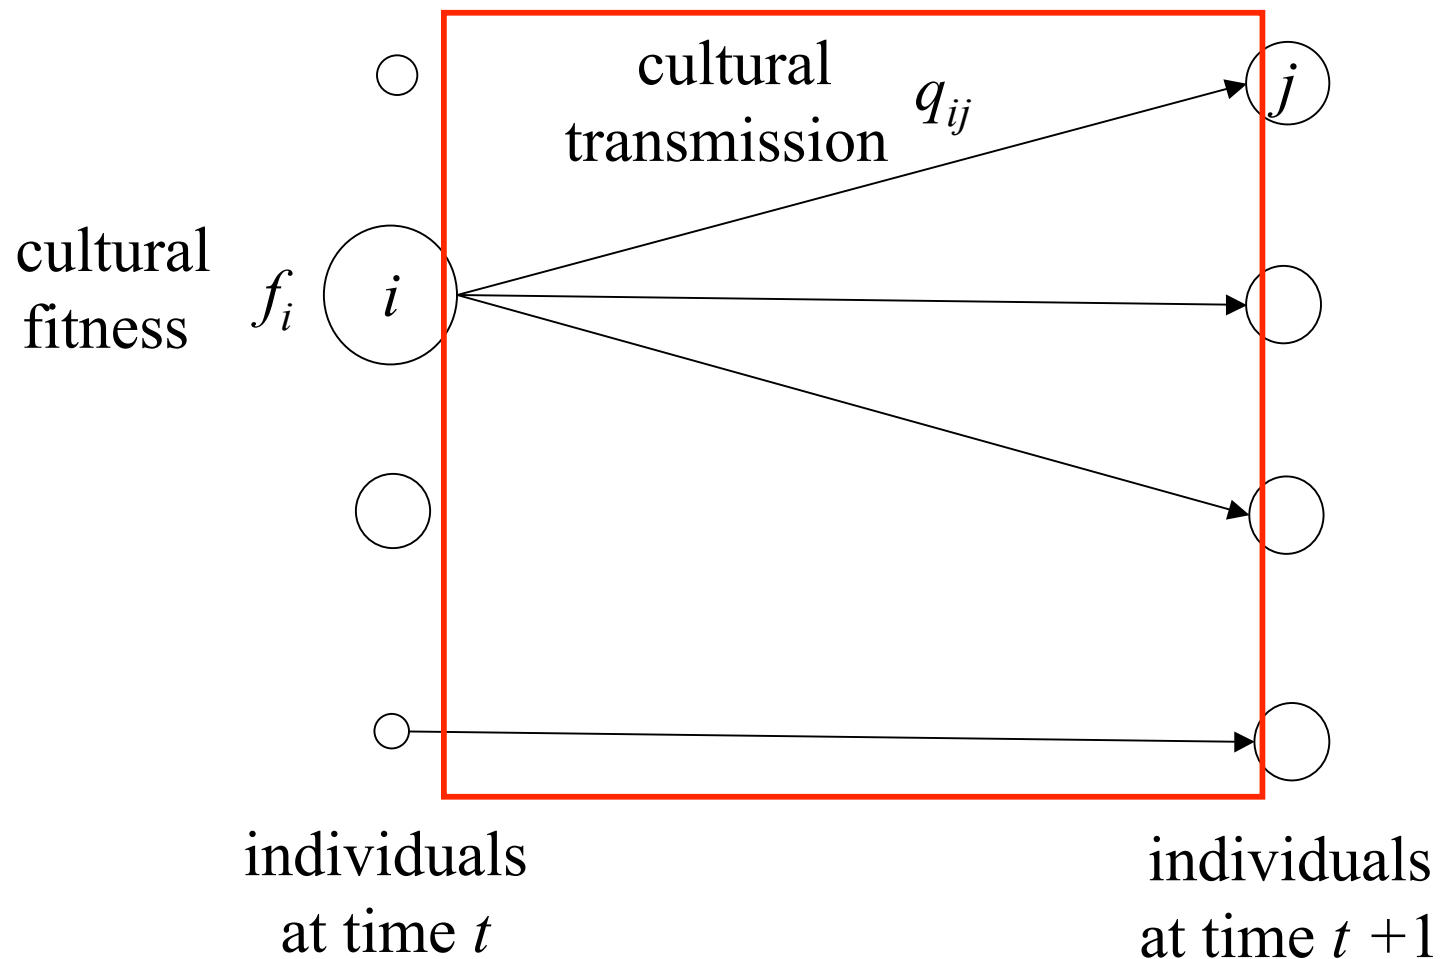 cultural
transmission
q_ij
j
cultural
fitness
f_i
i
individuals
at time t
individuals
at time t +1